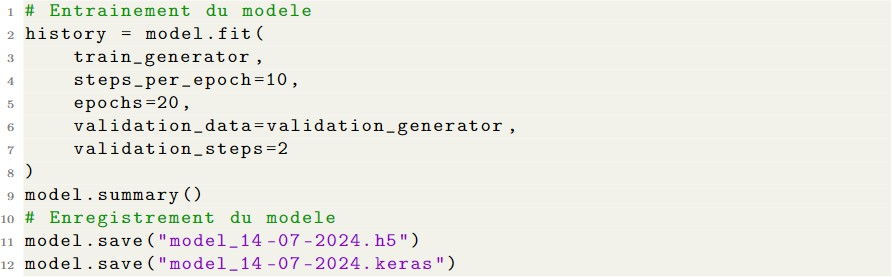 1 # Entrainement du modele
2 history = model.fit(
3     train_generator,
4     steps_per_epoch=10,
5     epochs=20,
6     validation_data=validation_generator,
7     validation_steps=2
8 )
9 model.summary()
10 # Enregistrement du modele
11 model.save("model_14-07-2024.h5")
12 model.save("model_14-07-2024.keras")